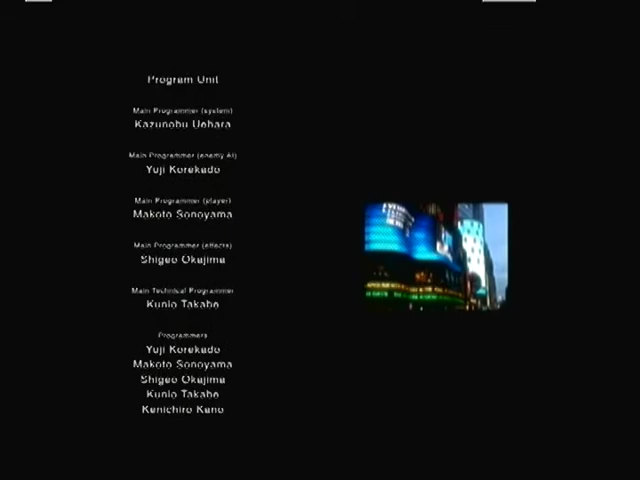 Program Unit
Main Programmer (system)
Kazunobu Uehara
Main Programmer (enemy AI)
Yuji Korekado
Main Programmer (player)
Makoto Sonoyama
Main Programmer (effects)
Shigeo Okajima
Main Technical Programmer
Kunio Takabe
Programmers
Yuji Korekado
Makoto Sonoyama
Shigeo Okajima
Kunio Takabe
Kenichiro Kano